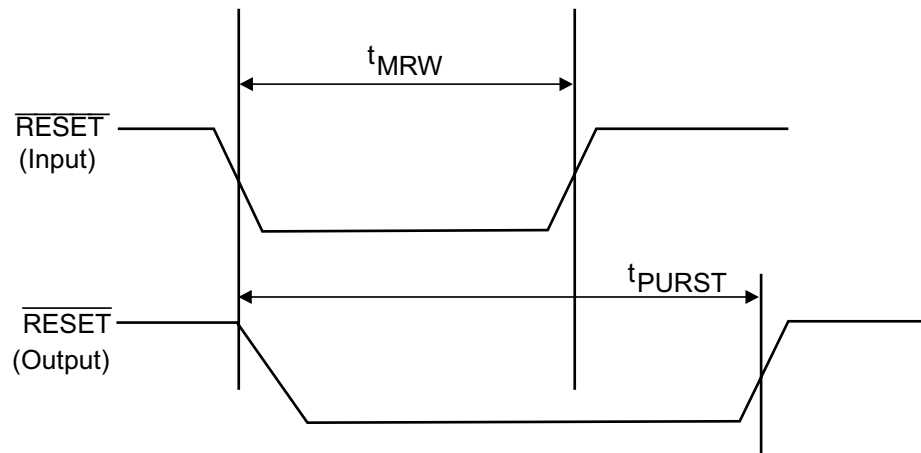 tMRW
RESET
(Input)
tPURST
RESET
(Output)